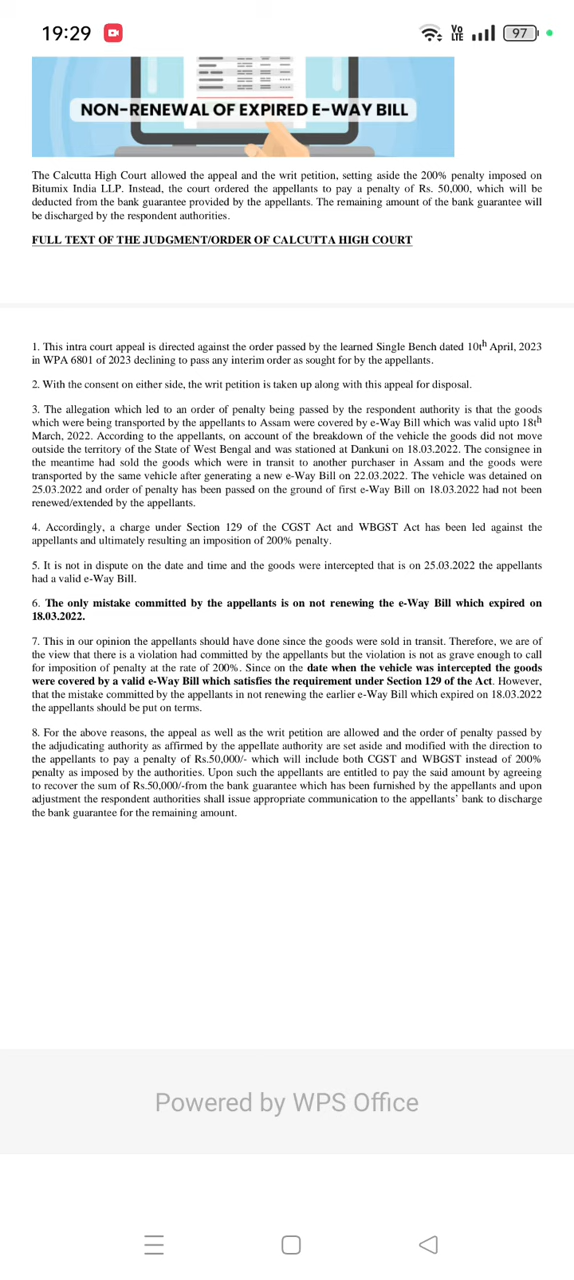 19:29
Vo LTE
97
NON-RENEWAL OF EXPIRED E-WAY BILL
The Calcutta High Court allowed the appeal and the writ petition, setting aside the 200% penalty imposed on
Bitumix India LLP. Instead, the court ordered the appellants to pay a penalty of Rs. 50,000, which will be
deducted from the bank guarantee provided by the appellants. The remaining amount of the bank guarantee will
be discharged by the respondent authorities.
FULL TEXT OF THE JUDGMENT/ORDER OF CALCUTTA HIGH COURT
1. This intra court appeal is directed against the order passed by the learned Single Bench dated 10th April, 2023
in WPA 6801 of 2023 declining to pass any interim order as sought for by the appellants.
2. With the consent on either side, the writ petition is taken up along with this appeal for disposal.
3. The allegation which led to an order of penalty being passed by the respondent authority is that the goods
which were being transported by the appellants to Assam were covered by e-Way Bill which was valid upto 18th
March, 2022. According to the appellants, on account of the breakdown of the vehicle the goods did not move
outside the territory of the State of West Bengal and was stationed at Dankuni on 18.03.2022. The consignee in
the meantime had sold the goods which were in transit to another purchaser in Assam and the goods were
transported by the same vehicle after generating a new e-Way Bill on 22.03.2022. The vehicle was detained on
25.03.2022 and order of penalty has been passed on the ground of first e-Way Bill on 18.03.2022 had not been
renewed/extended by the appellants.
4. Accordingly, a charge under Section 129 of the CGST Act and WBGST Act has been led against the
appellants and ultimately resulting an imposition of 200% penalty.
5. It is not in dispute on the date and time and the goods were intercepted that is on 25.03.2022 the appellants
had a valid e-Way Bill.
6. The only mistake committed by the appellants is on not renewing the e-Way Bill which expired on
18.03.2022.
7. This in our opinion the appellants should have done since the goods were sold in transit. Therefore, we are of
the view that there is a violation had committed by the appellants but the violation is not as grave enough to call
for imposition of penalty at the rate of 200%. Since on the date when the vehicle was intercepted the goods
were covered by a valid e-Way Bill which satisfies the requirement under Section 129 of the Act. However,
that the mistake committed by the appellants in not renewing the earlier e-Way Bill which expired on 18.03.2022
the appellants should be put on terms.
8. For the above reasons, the appeal as well as the writ petition are allowed and the order of penalty passed by
the adjudicating authority as affirmed by the appellate authority are set aside and modified with the direction to
the appellants to pay a penalty of Rs.50,000/- which will include both CGST and WBGST instead of 200%
penalty as imposed by the authorities. Upon such the appellants are entitled to pay the said amount by agreeing
to recover the sum of Rs.50,000/-from the bank guarantee which has been furnished by the appellants and upon
adjustment the respondent authorities shall issue appropriate communication to the appellants' bank to discharge
the bank guarantee for the remaining amount.
Powered by WPS Office